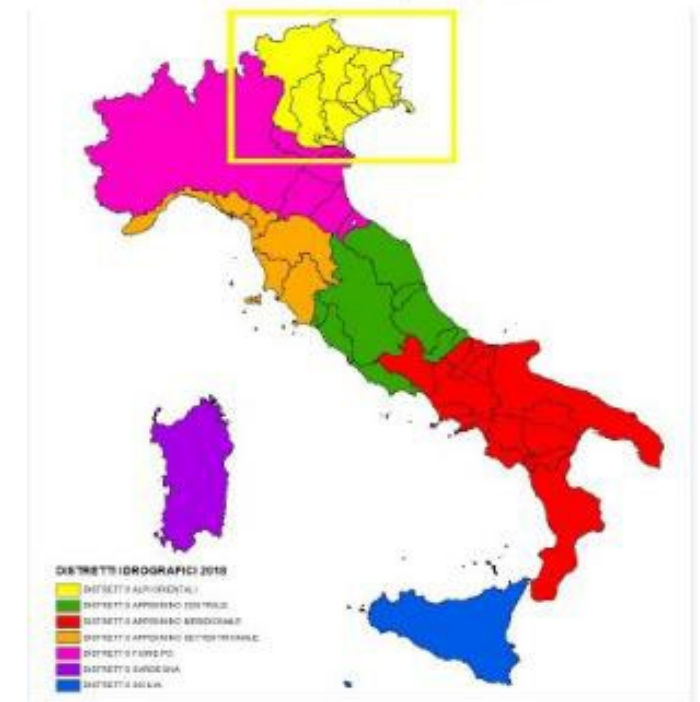 DISTRETTI IDROGRAFICI 2018
DISTRETTO ALPI ORIENTALI
DISTRETTO APPENNINO CENTRALE
DISTRETTO APPENNINO MERIDIONALE
DISTRETTO APPENNINO SETTENTRIONALE
DISTRETTO FIUME PO
DISTRETTO SARDEGNA
DISTRETTO SICILIA